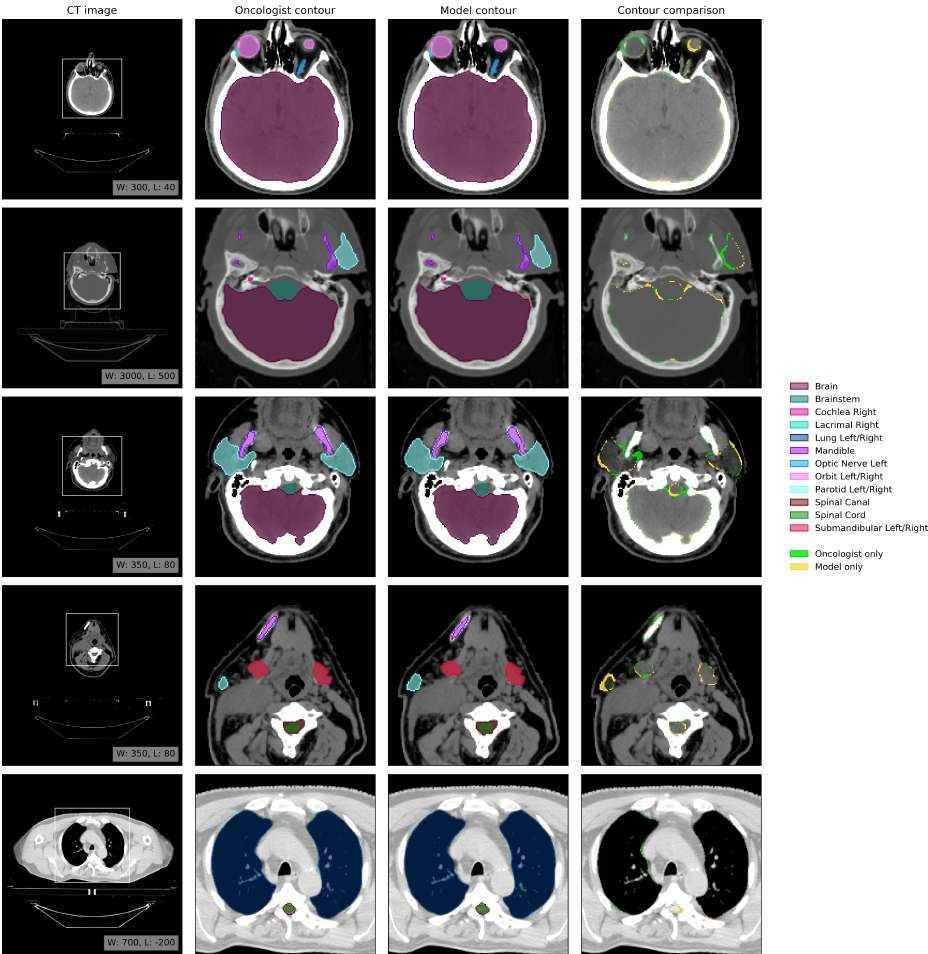 CT image
Oncologist contour
Model contour
Contour comparison
W: 300, L: 40
W: 3000, L: 500
W: 350, L: 80
W: 350, L: 80
W: 700, L: -200
Brain
Brainstem
Cochlea Right
Lacrimal Right
Lung Left/Right
Mandible
Optic Nerve Left
Orbit Left/Right
Parotid Left/Right
Spinal Canal
Spinal Cord
Submandibular Left/Right
Oncologist only
Model only